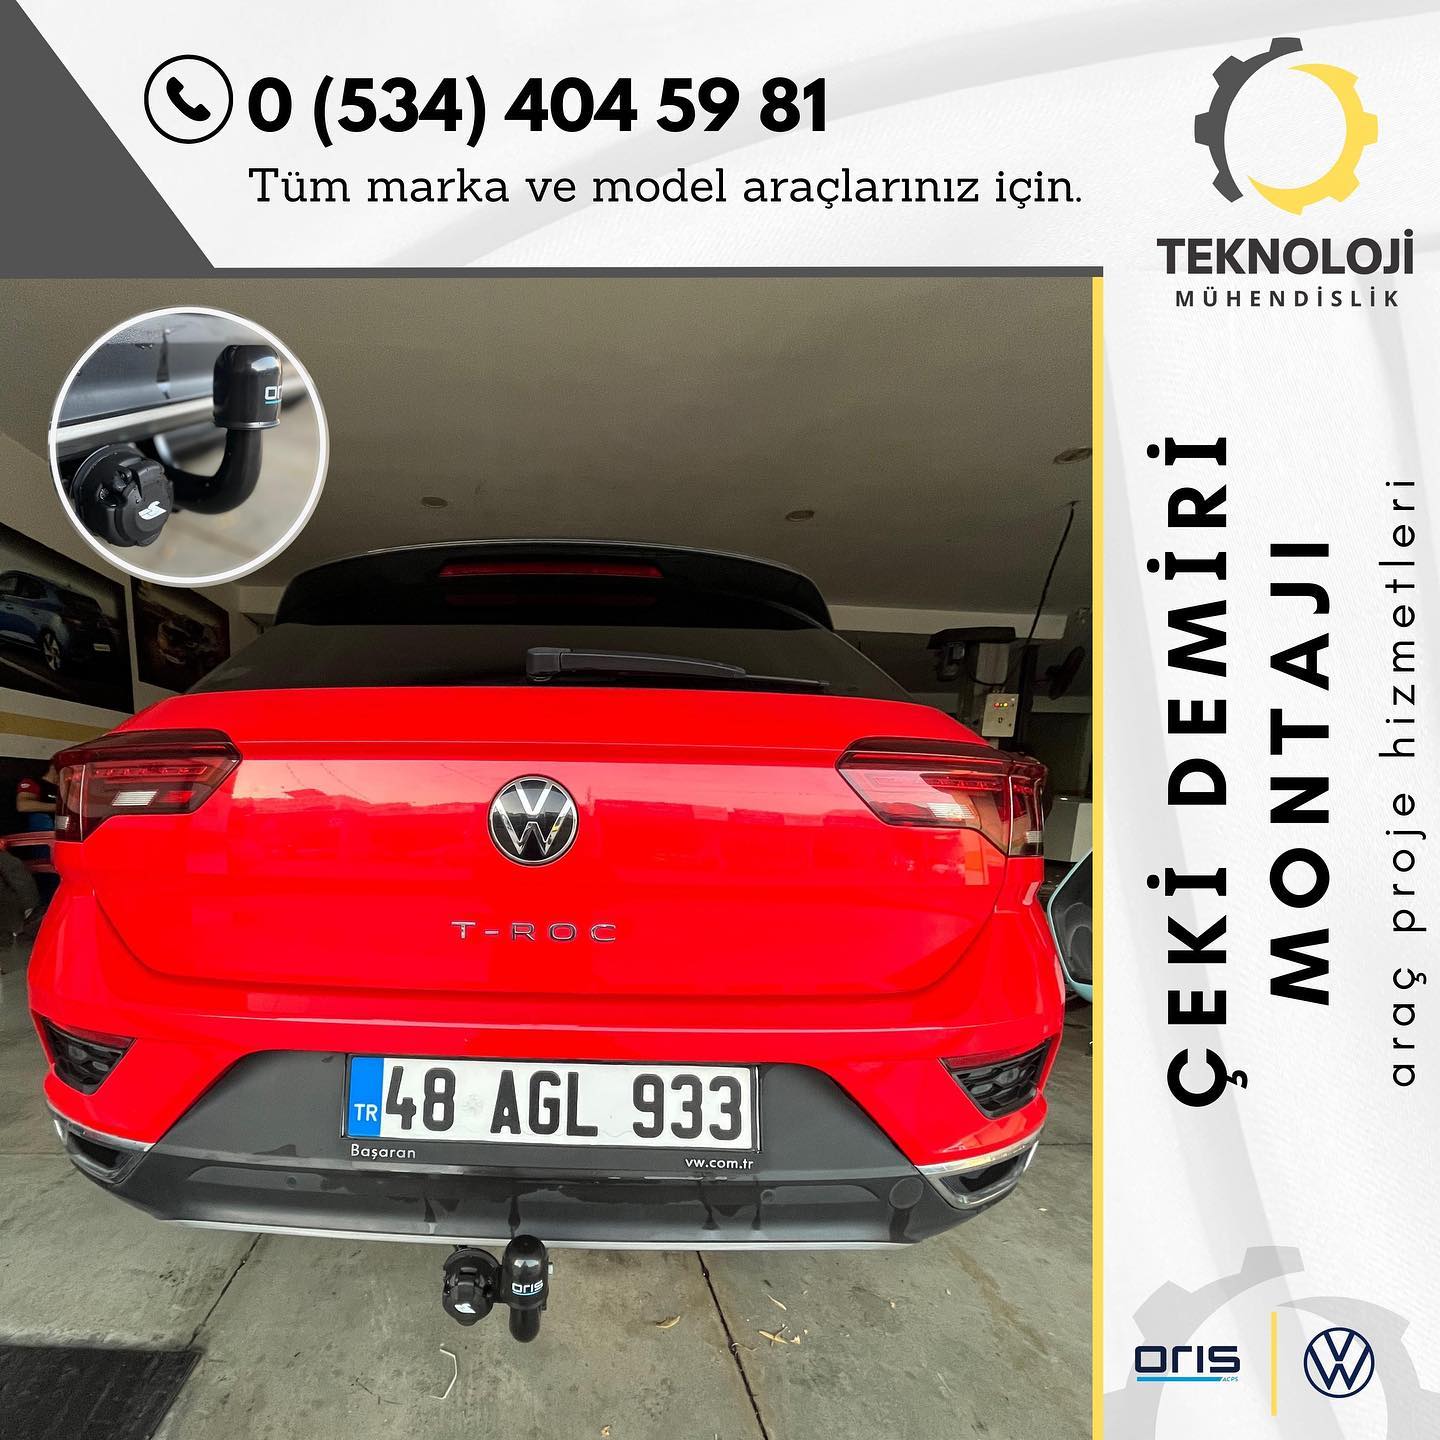 0 (534) 404 59 81
Tüm marka ve model araçlarınız için.
TEKNOLOJİ
MÜHENDİSLİK
ÇEKİ DEMİRİ
MONTAJI
araç proje hizmetleri
T-ROC
TR 48 AGL 933
Başaran vw.com.tr
oris
oris
ACPS